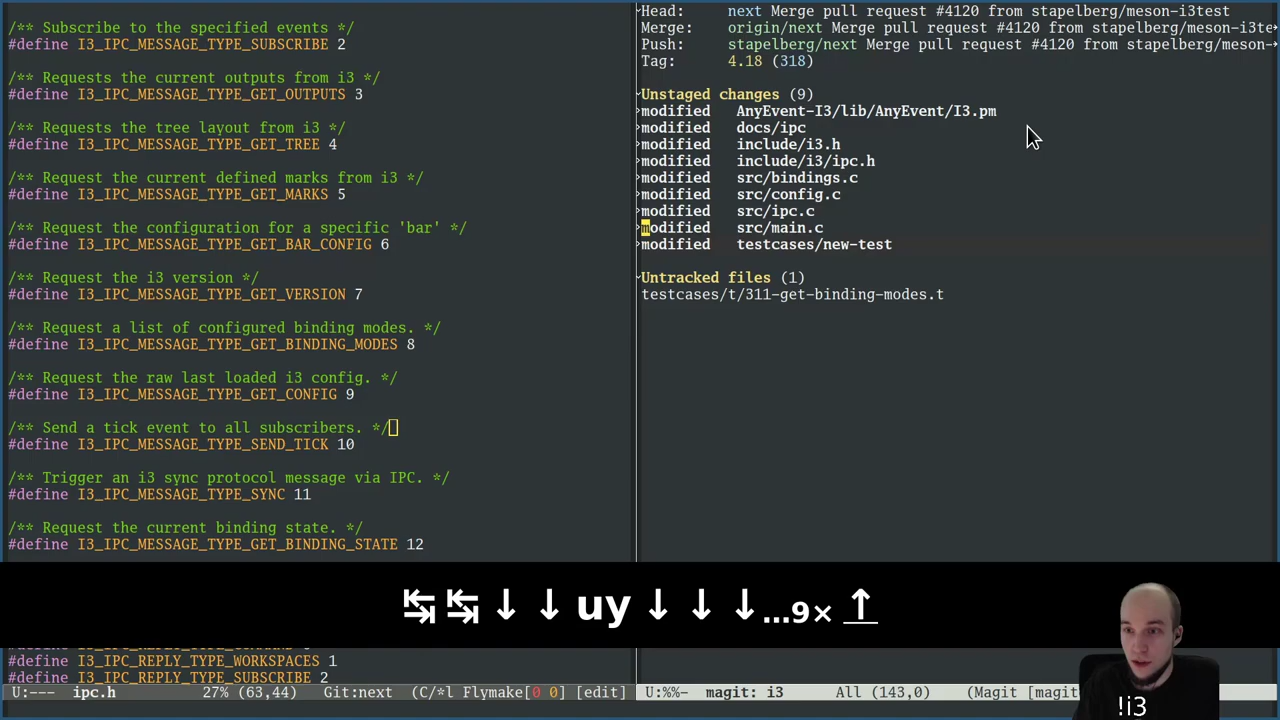 /** Subscribe to the specified events */
#define I3_IPC_MESSAGE_TYPE_SUBSCRIBE 2
/** Requests the current outputs from i3 */
#define I3_IPC_MESSAGE_TYPE_GET_OUTPUTS 3
/** Requests the tree layout from i3 */
#define I3_IPC_MESSAGE_TYPE_GET_TREE 4
/** Request the current defined marks from i3 */
#define I3_IPC_MESSAGE_TYPE_GET_MARKS 5
/** Request the configuration for a specific 'bar' */
#define I3_IPC_MESSAGE_TYPE_GET_BAR_CONFIG 6
/** Request the i3 version */
#define I3_IPC_MESSAGE_TYPE_GET_VERSION 7
/** Request a list of configured binding modes. */
#define I3_IPC_MESSAGE_TYPE_GET_BINDING_MODES 8
/** Request the raw last loaded i3 config. */
#define I3_IPC_MESSAGE_TYPE_GET_CONFIG 9
/** Send a tick event to all subscribers. */
#define I3_IPC_MESSAGE_TYPE_SEND_TICK 10
/** Trigger an i3 sync protocol message via IPC. */
#define I3_IPC_MESSAGE_TYPE_SYNC 11
/** Request the current binding state. */
#define I3_IPC_MESSAGE_TYPE_GET_BINDING_STATE 12
#define I3_IPC_REPLY_TYPE_WORKSPACES 1
#define I3_IPC_REPLY_TYPE_SUBSCRIBE 2
U:--- ipc.h 27% (63,44) Git:next (C/*l Flymake[0 0] [edit]
Head: next Merge pull request #4120 from stapelberg/meson-i3test
Merge: origin/next Merge pull request #4120 from stapelberg/meson-i3te
Push: stapelberg/next Merge pull request #4120 from stapelberg/meson-
Tag: 4.18 (318)
Unstaged changes (9)
modified AnyEvent-I3/lib/AnyEvent/I3.pm
modified docs/ipc
modified include/i3.h
modified include/i3/ipc.h
modified src/bindings.c
modified src/config.c
modified src/ipc.c
modified src/main.c
modified testcases/new-test
Untracked files (1)
testcases/t/311-get-binding-modes.t
↹ ↹ ↓ ↓ uy ↓ ↓ ↓...9× ↑
U:%%- magit: i3 All (143,0) (Magit [magit
!i3